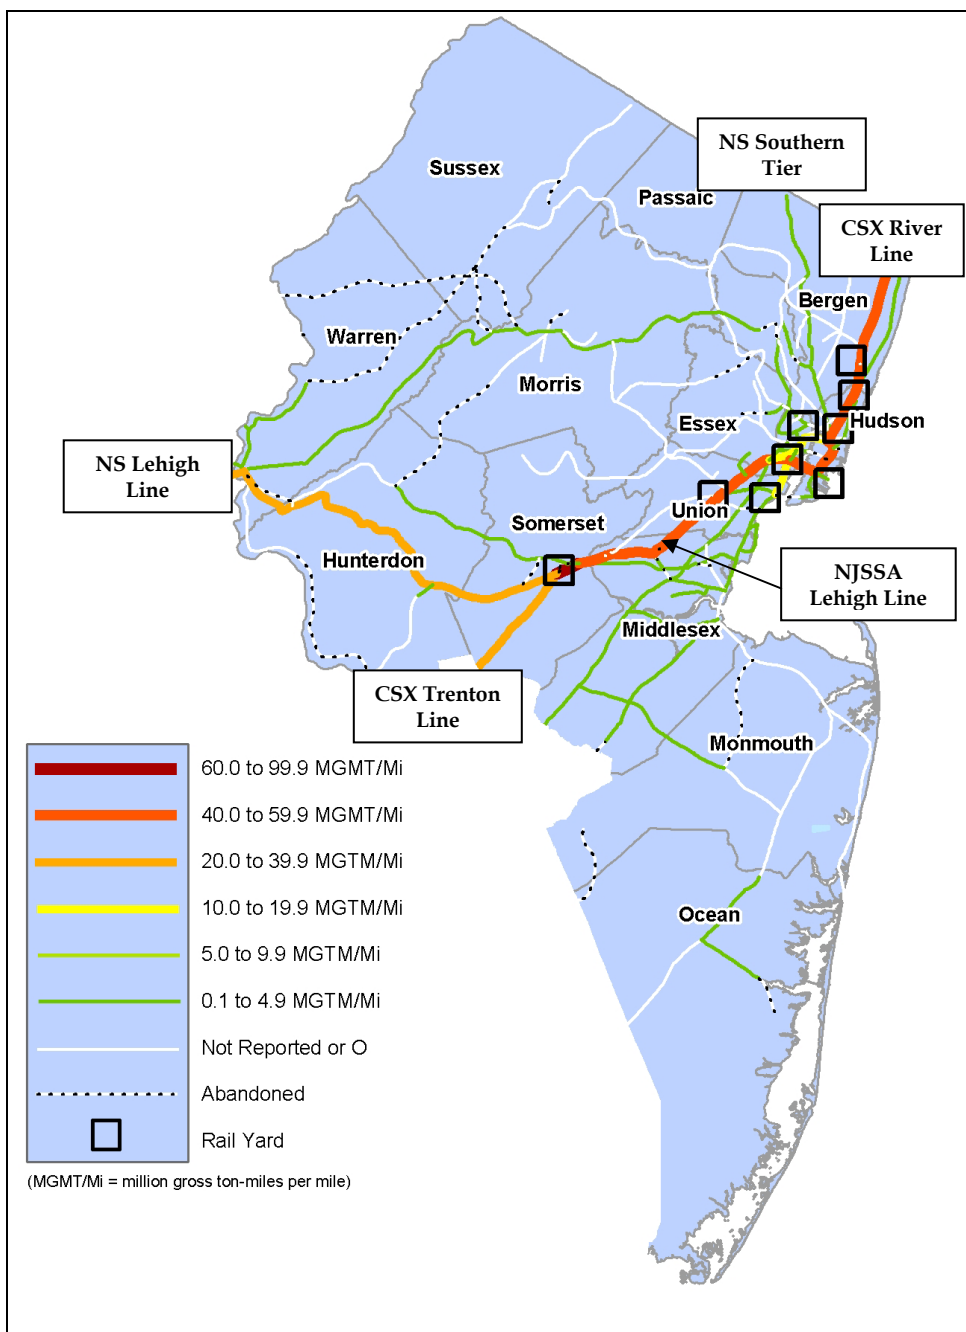 NS Southern
Tier
Sussex
Passaic
CSX River
Line
Bergen
Warren
Morris
Essex
Hudson
NS Lehigh
Line
Union
Somerset
Hunterdon
NJSSA
Lehigh Line
Middlesex
CSX Trenton
Line
Monmouth
60.0 to 99.9 MGMT/Mi
40.0 to 59.9 MGTM/Mi
20.0 to 39.9 MGTM/Mi
10.0 to 19.9 MGTM/Mi
Ocean
5.0 to 9.9 MGTM/Mi
0.1 to 4.9 MGTM/Mi
Not Reported or O
Abandoned
Rail Yard
(MGMT/Mi = million gross ton-miles per mile)